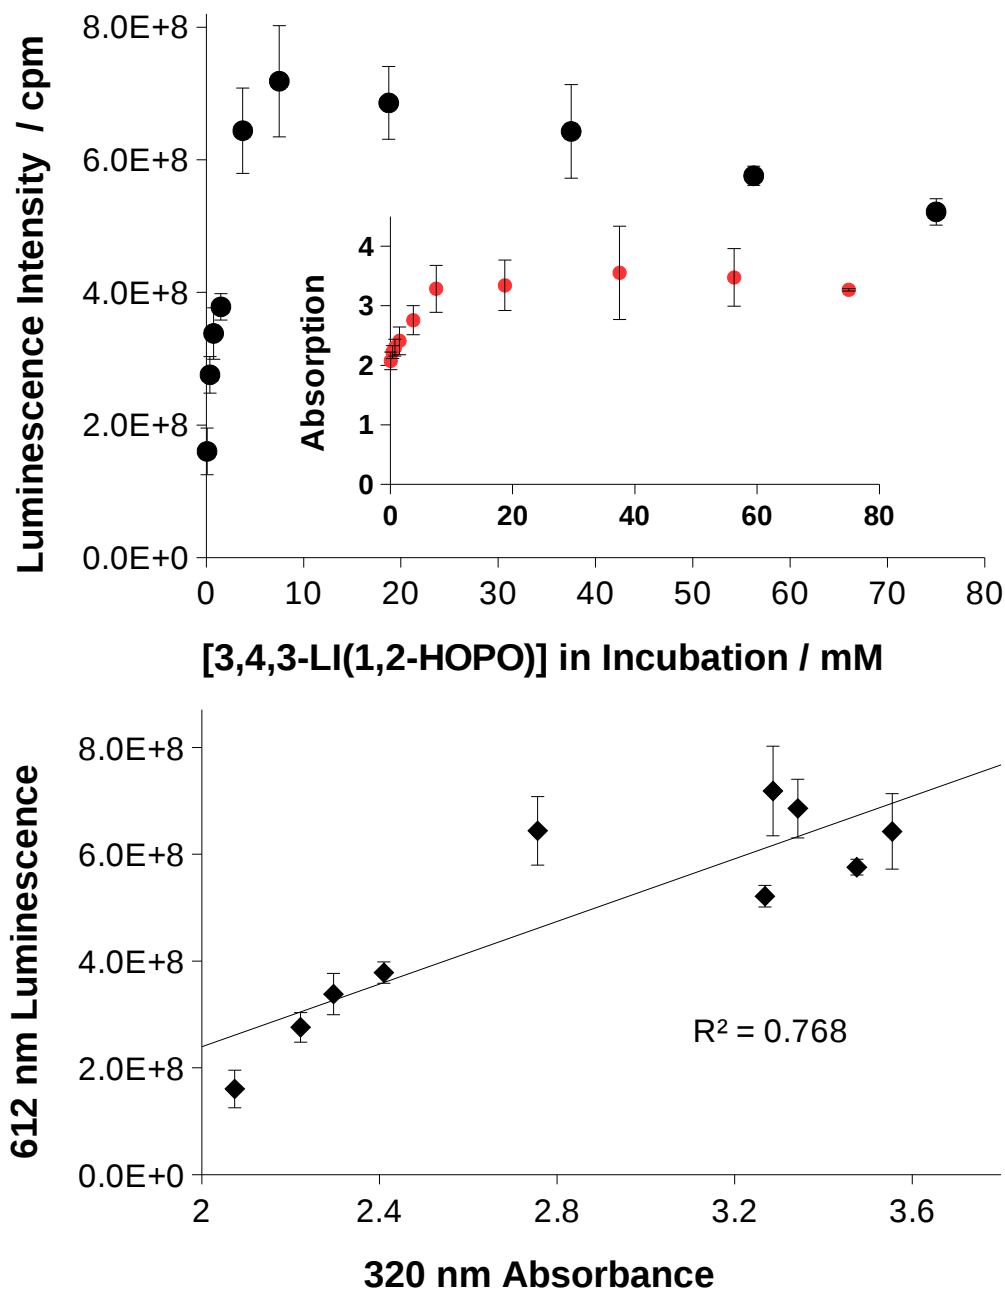 Luminescence Intensity / cpm
8.0E+8
6.0E+8
4.0E+8
2.0E+8
0.0E+0
0 10 20 30 40 50 60 70 80
[3,4,3-LI(1,2-HOPO)] in Incubation / mM
Absorption
4
3
2
1
0
0 20 40 60 80
612 nm Luminescence
8.0E+8
6.0E+8
4.0E+8
2.0E+8
0.0E+0
R² = 0.768
2 2.4 2.8 3.2 3.6
320 nm Absorbance